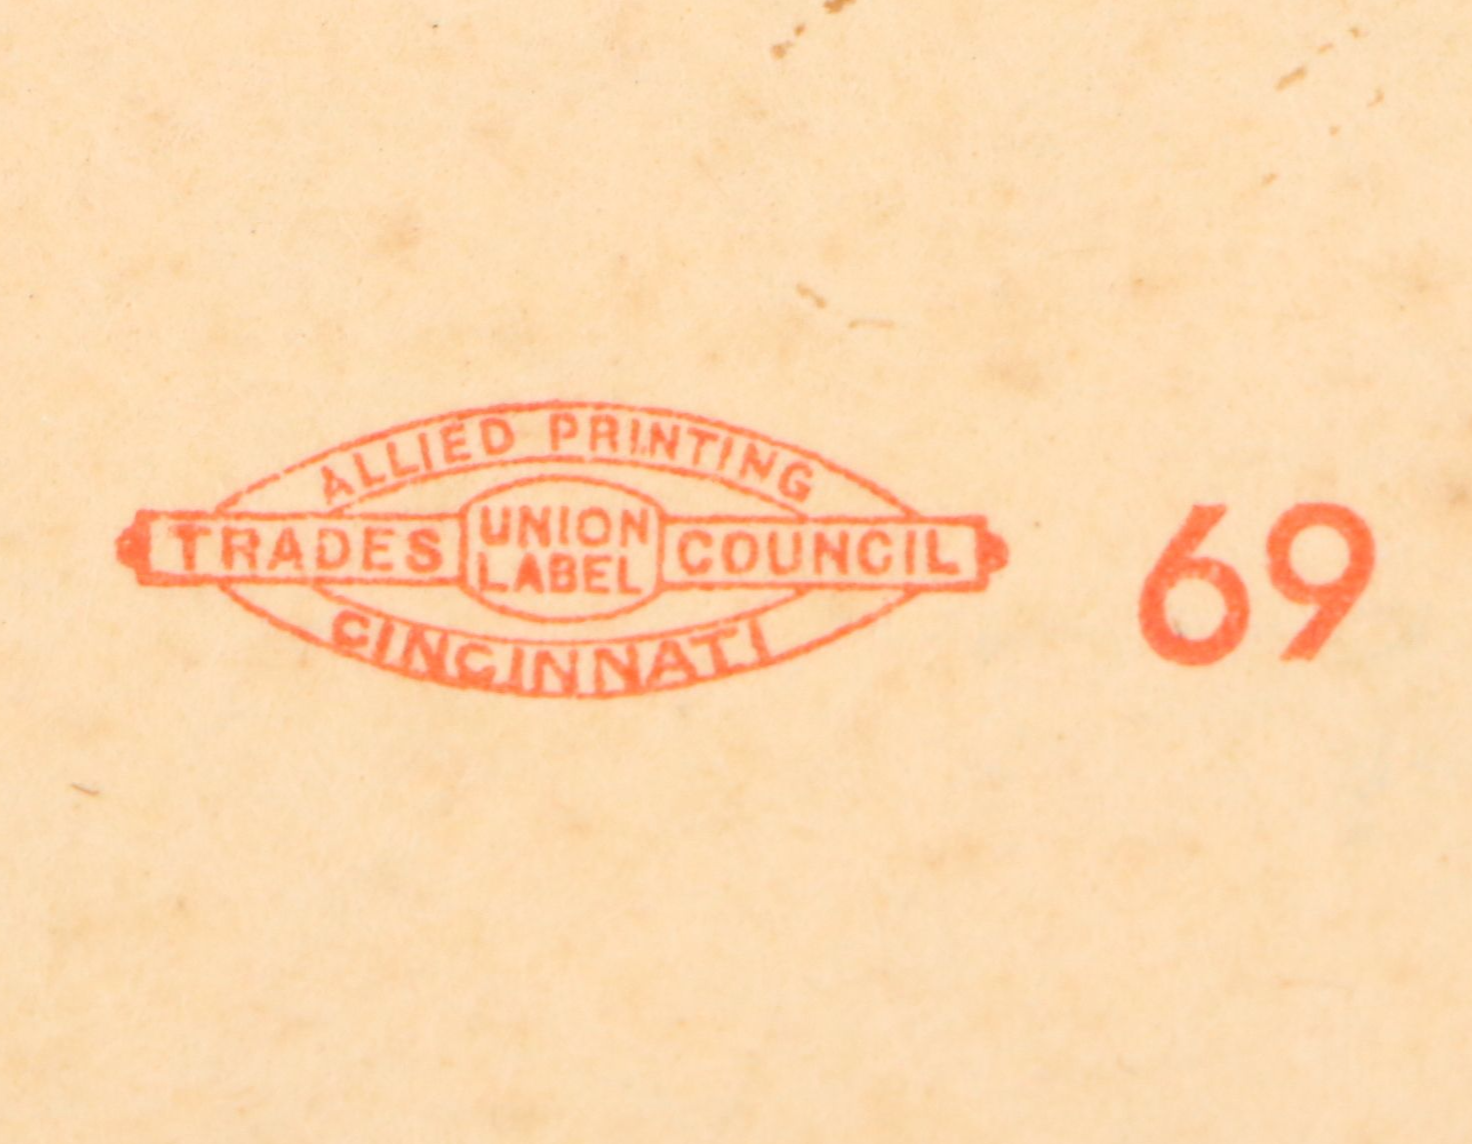 ALLIED PRINTING
TRADES UNION LABEL COUNCIL
CINCINNATI
69